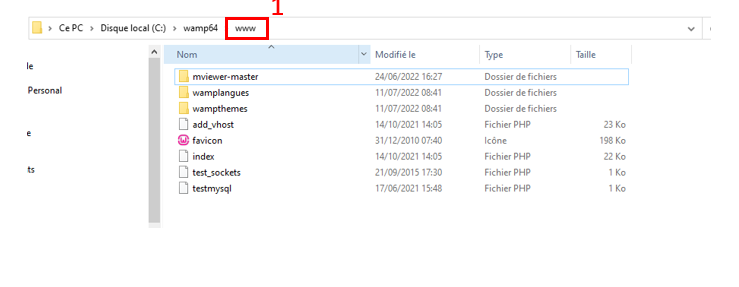 1
Ce PC > Disque local (C:) > wamp64 > www
Nom Modifié le Type Taille
mviewer-master 24/06/2022 16:27 Dossier de fichiers
le
wamplangues 11/07/2022 08:41 Dossier de fichiers
Personal
wampthemes 11/07/2022 08:41 Dossier de fichiers
add_vhost 14/10/2021 14:05 Fichier PHP 23 Ko
e
favicon 31/12/2010 07:40 Icône 198 Ko
index 14/10/2021 14:05 Fichier PHP 22 Ko
ts
test_sockets 21/09/2015 17:30 Fichier PHP 1 Ko
testmysql 17/06/2021 15:48 Fichier PHP 1 Ko